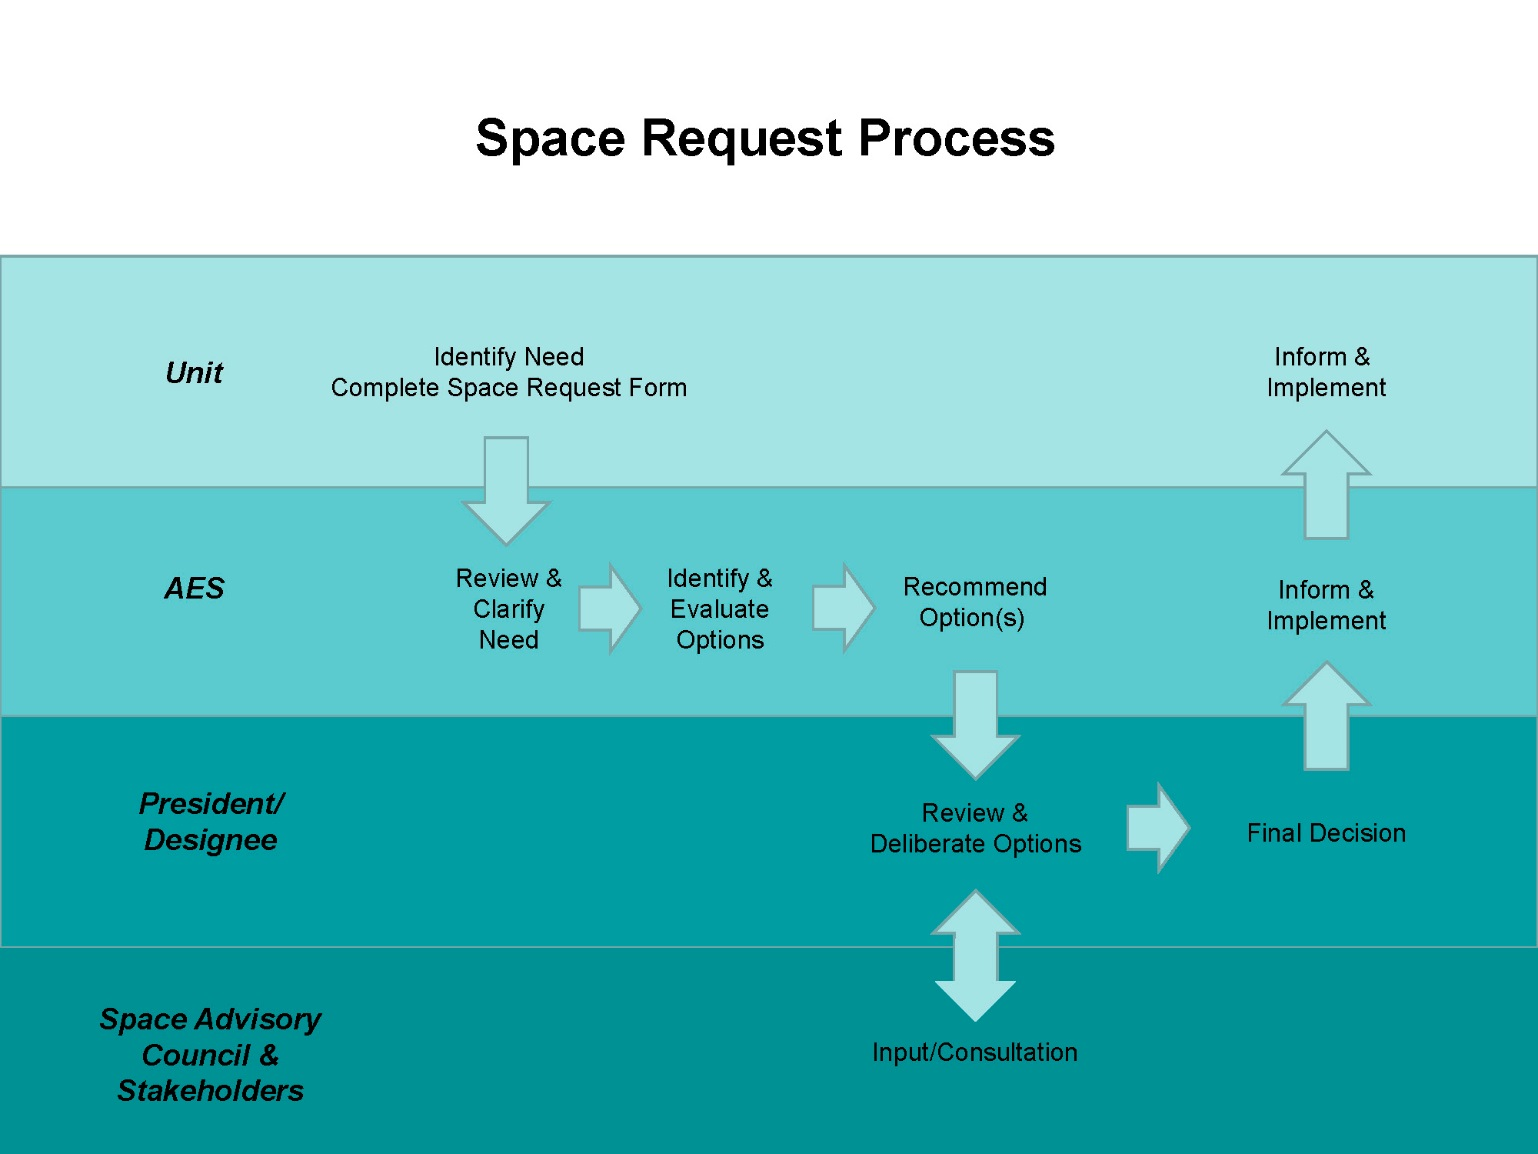 Space Request Process
Unit
Identify Need
Complete Space Request Form
Inform &
Implement
AES
Review &
Clarify
Need
Identify &
Evaluate
Options
Recommend
Option(s)
Inform &
Implement
President/
Designee
Review &
Deliberate Options
Final Decision
Space Advisory
Council &
Stakeholders
Input/Consultation